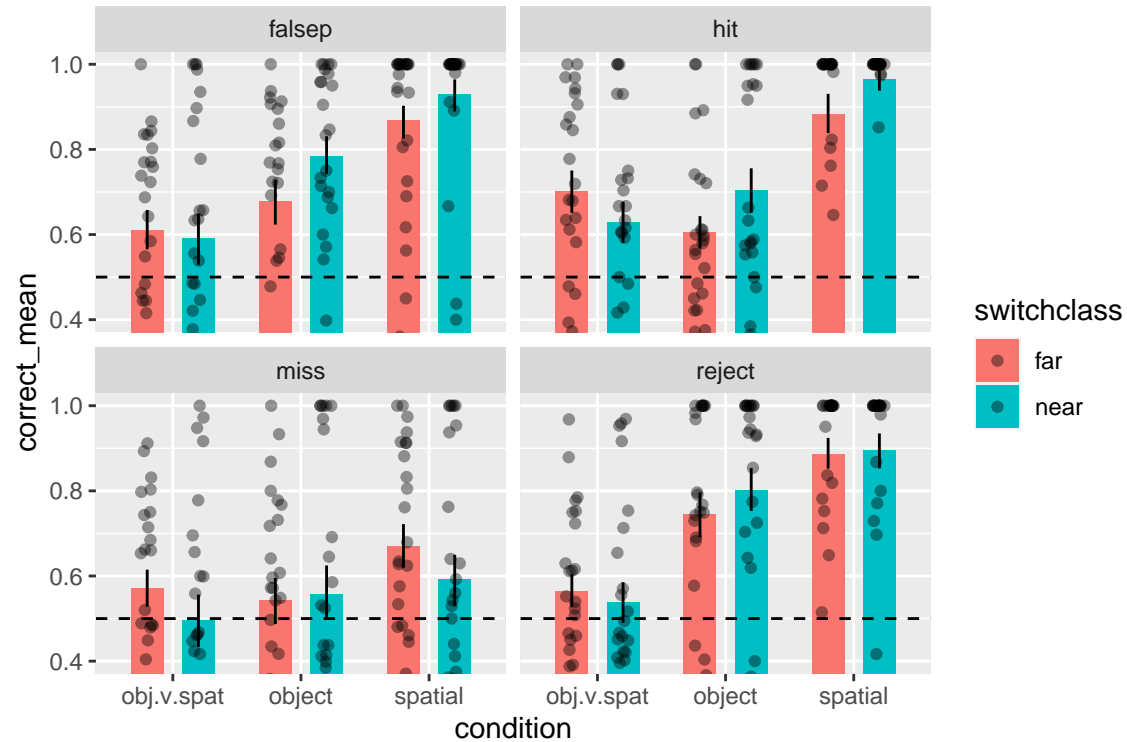 falsep hit
1.0
0.8
0.6
0.4
miss reject
1.0
0.8
0.6
0.4
obj.v.spat object spatial obj.v.spat object spatial
condition
correct_mean
switchclass
far
near